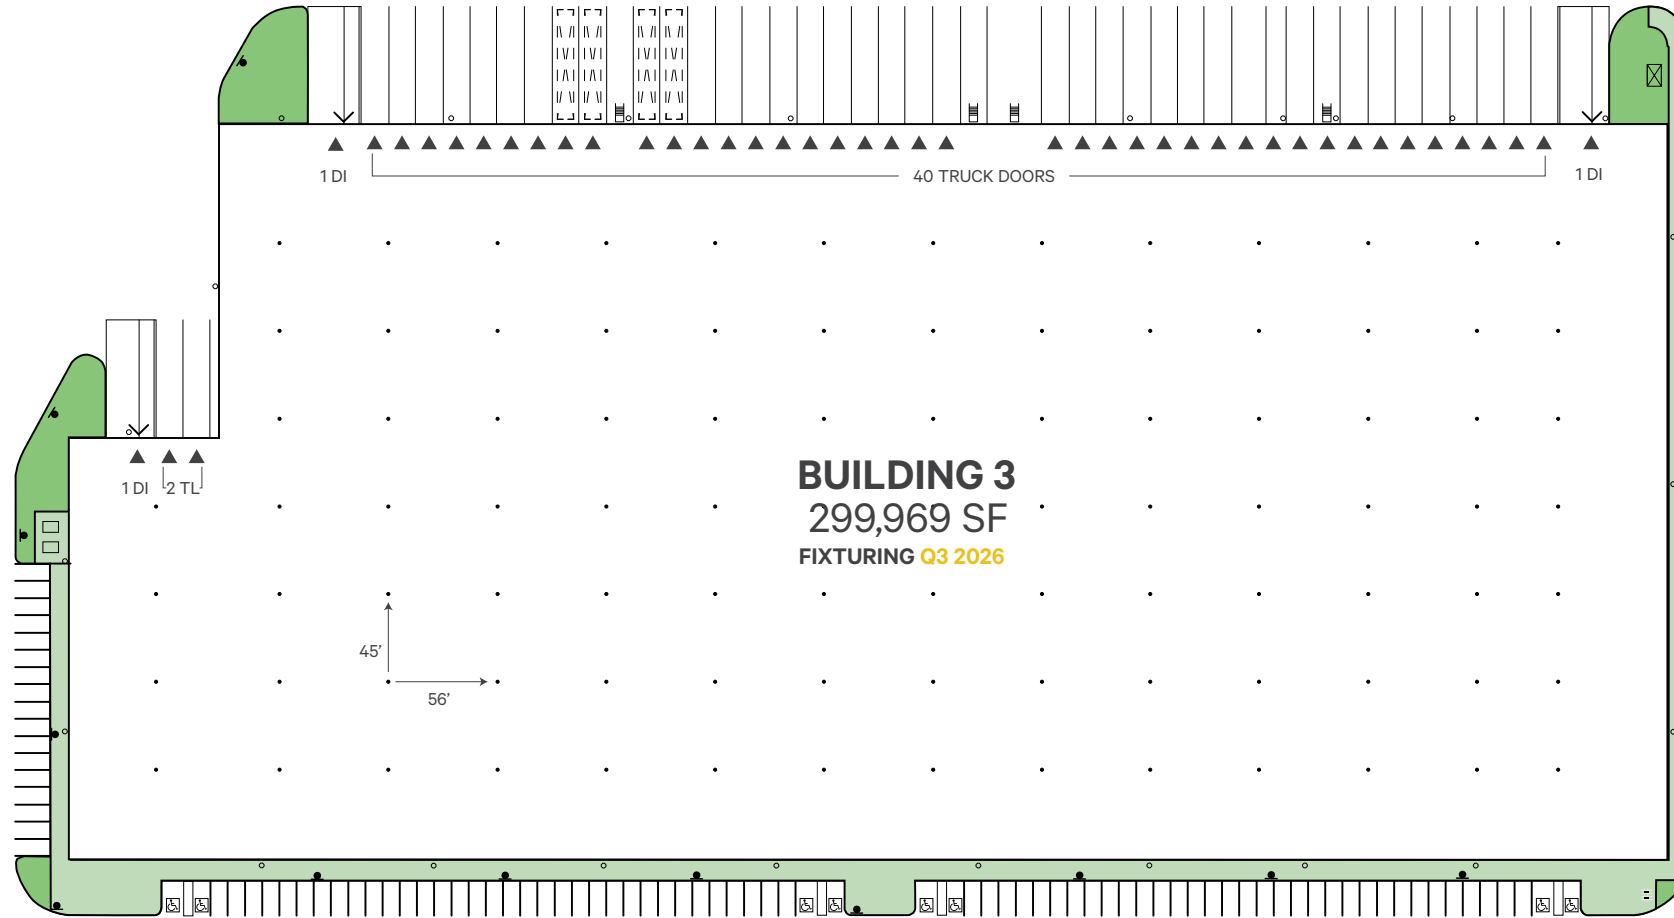 1 DI
40 TRUCK DOORS
1 DI
1 DI
2 TL
BUILDING 3
299,969 SF
FIXTURING Q3 2026
45'
56'